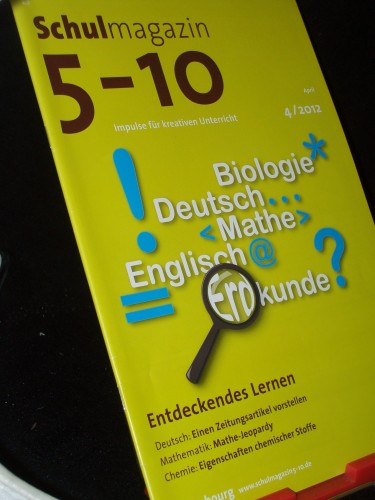 Schulmagazin
5-10
Impulse für kreativen Unterricht
April
4/2012
!
Biologie*
Deutsch...
<Mathe>
Englisch@
=
Erdkunde?
Entdeckendes Lernen
Deutsch: Einen Zeitungsartikel vorstellen
Mathematik: Mathe-Jeopardy
Chemie: Eigenschaften chemischer Stoffe
www.schulmagazin5-10.de